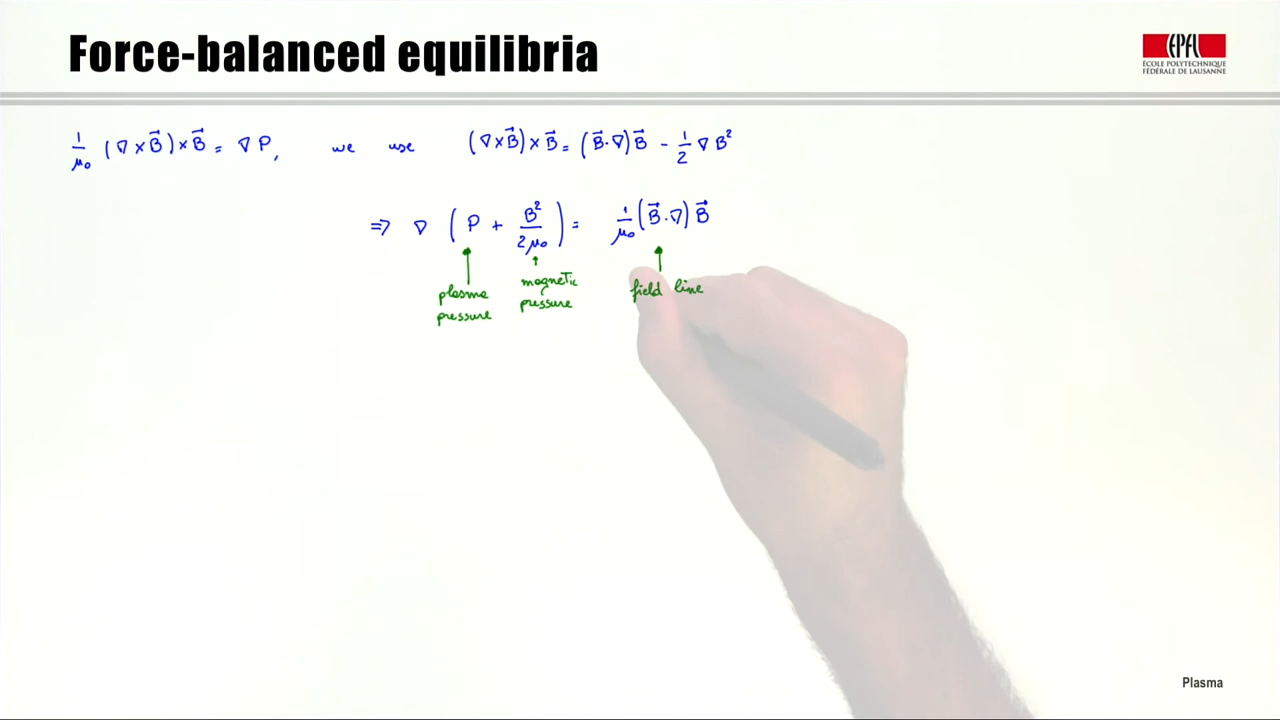 Force-balanced equilibria
EPFL
ÉCOLE POLYTECHNIQUE
FÉDÉRALE DE LAUSANNE
1/μ₀ (∇×B⃗)×B⃗ = ∇P, we use (∇×B⃗)×B⃗ = (B⃗·∇)B⃗ - 1/2 ∇B²
⇒ ∇ (P + B²/2μ₀) = 1/μ₀ (B⃗·∇)B⃗
plasma pressure
magnetic pressure
field line
Plasma